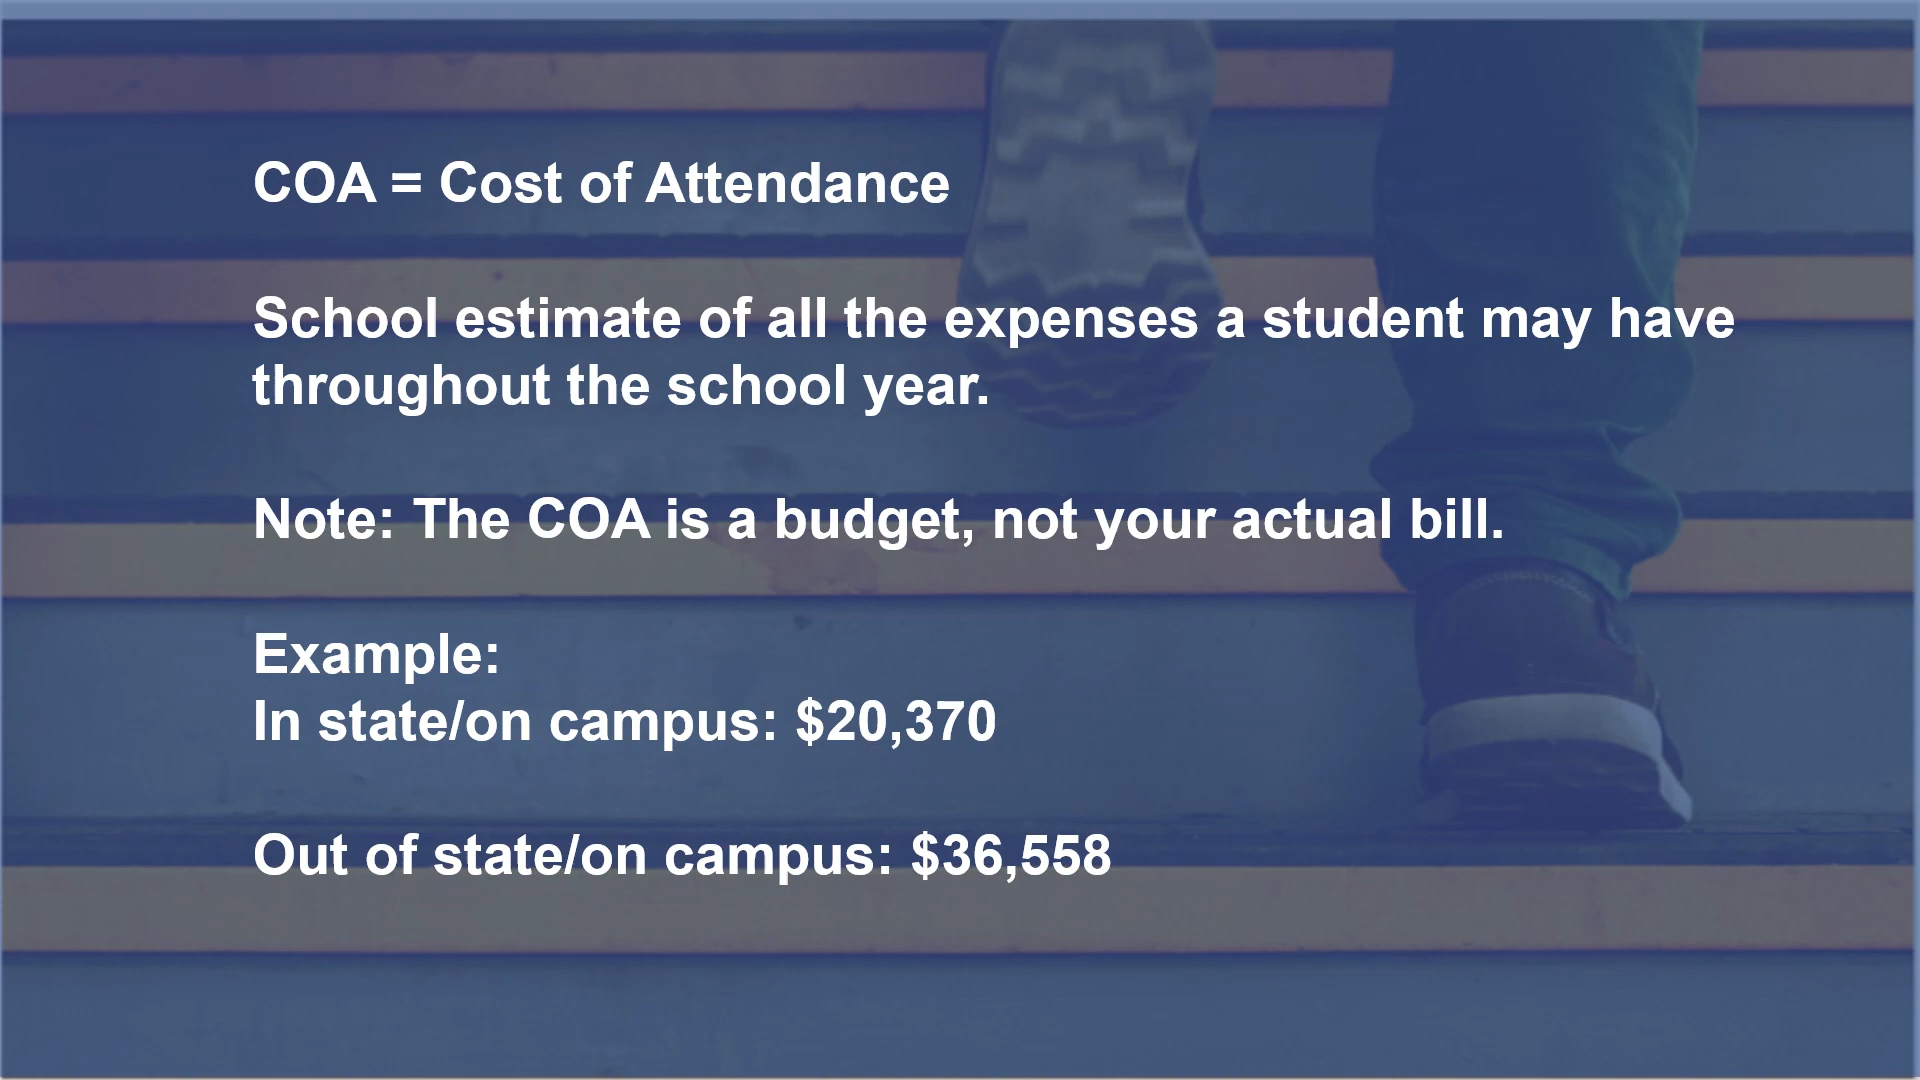 COA = Cost of Attendance
School estimate of all the expenses a student may have
throughout the school year.
Note: The COA is a budget, not your actual bill.
Example:
In state/on campus: $20,370
Out of state/on campus: $36,558